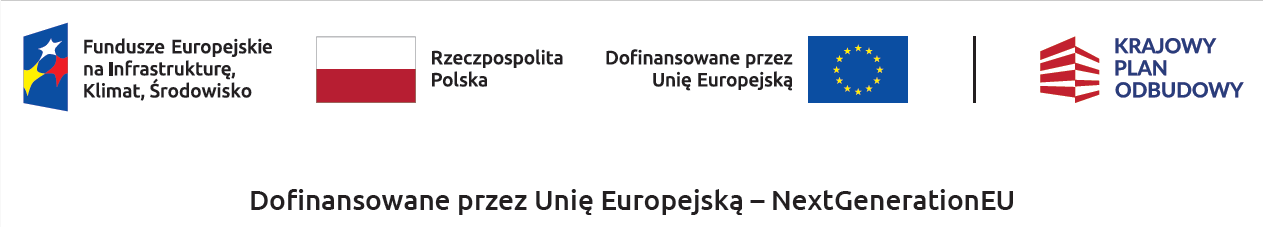 Fundusze Europejskie
na Infrastrukturę,
Klimat, Środowisko
Rzeczpospolita
Polska
Dofinansowane przez
Unię Europejską
KRAJOWY
PLAN
ODBUDOWY
Dofinansowane przez Unię Europejską – NextGenerationEU